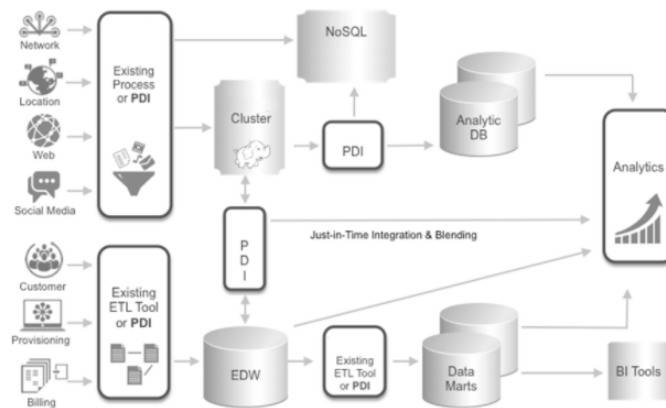 Network
Location
Web
Social Media
Existing
Process
or PDI
NoSQL
Cluster
PDI
Analytic
DB
Analytics
P
D
I
Just-in-Time Integration & Blending
Customer
Provisioning
Billing
Existing
ETL Tool
or PDI
EDW
Existing
ETL Tool
or PDI
Data
Marts
BI Tools